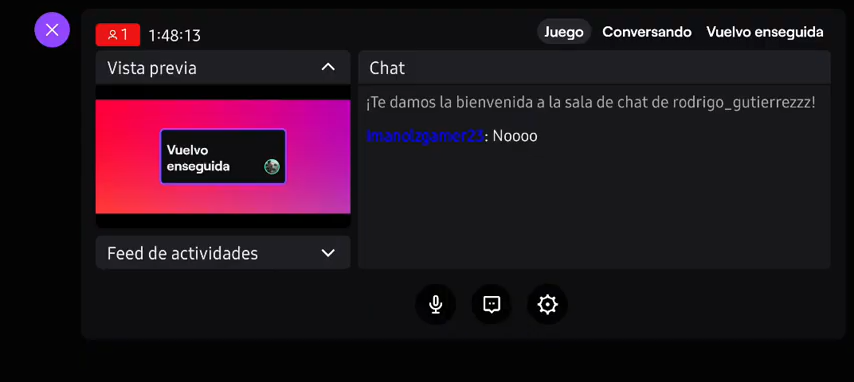 1
1:48:13
Juego
Conversando
Vuelvo enseguida
Vista previa
Vuelvo
enseguida
Feed de actividades
Chat
¡Te damos la bienvenida a la sala de chat de rodrigo_gutierrezzz!
imanolzgamer23: Noooo